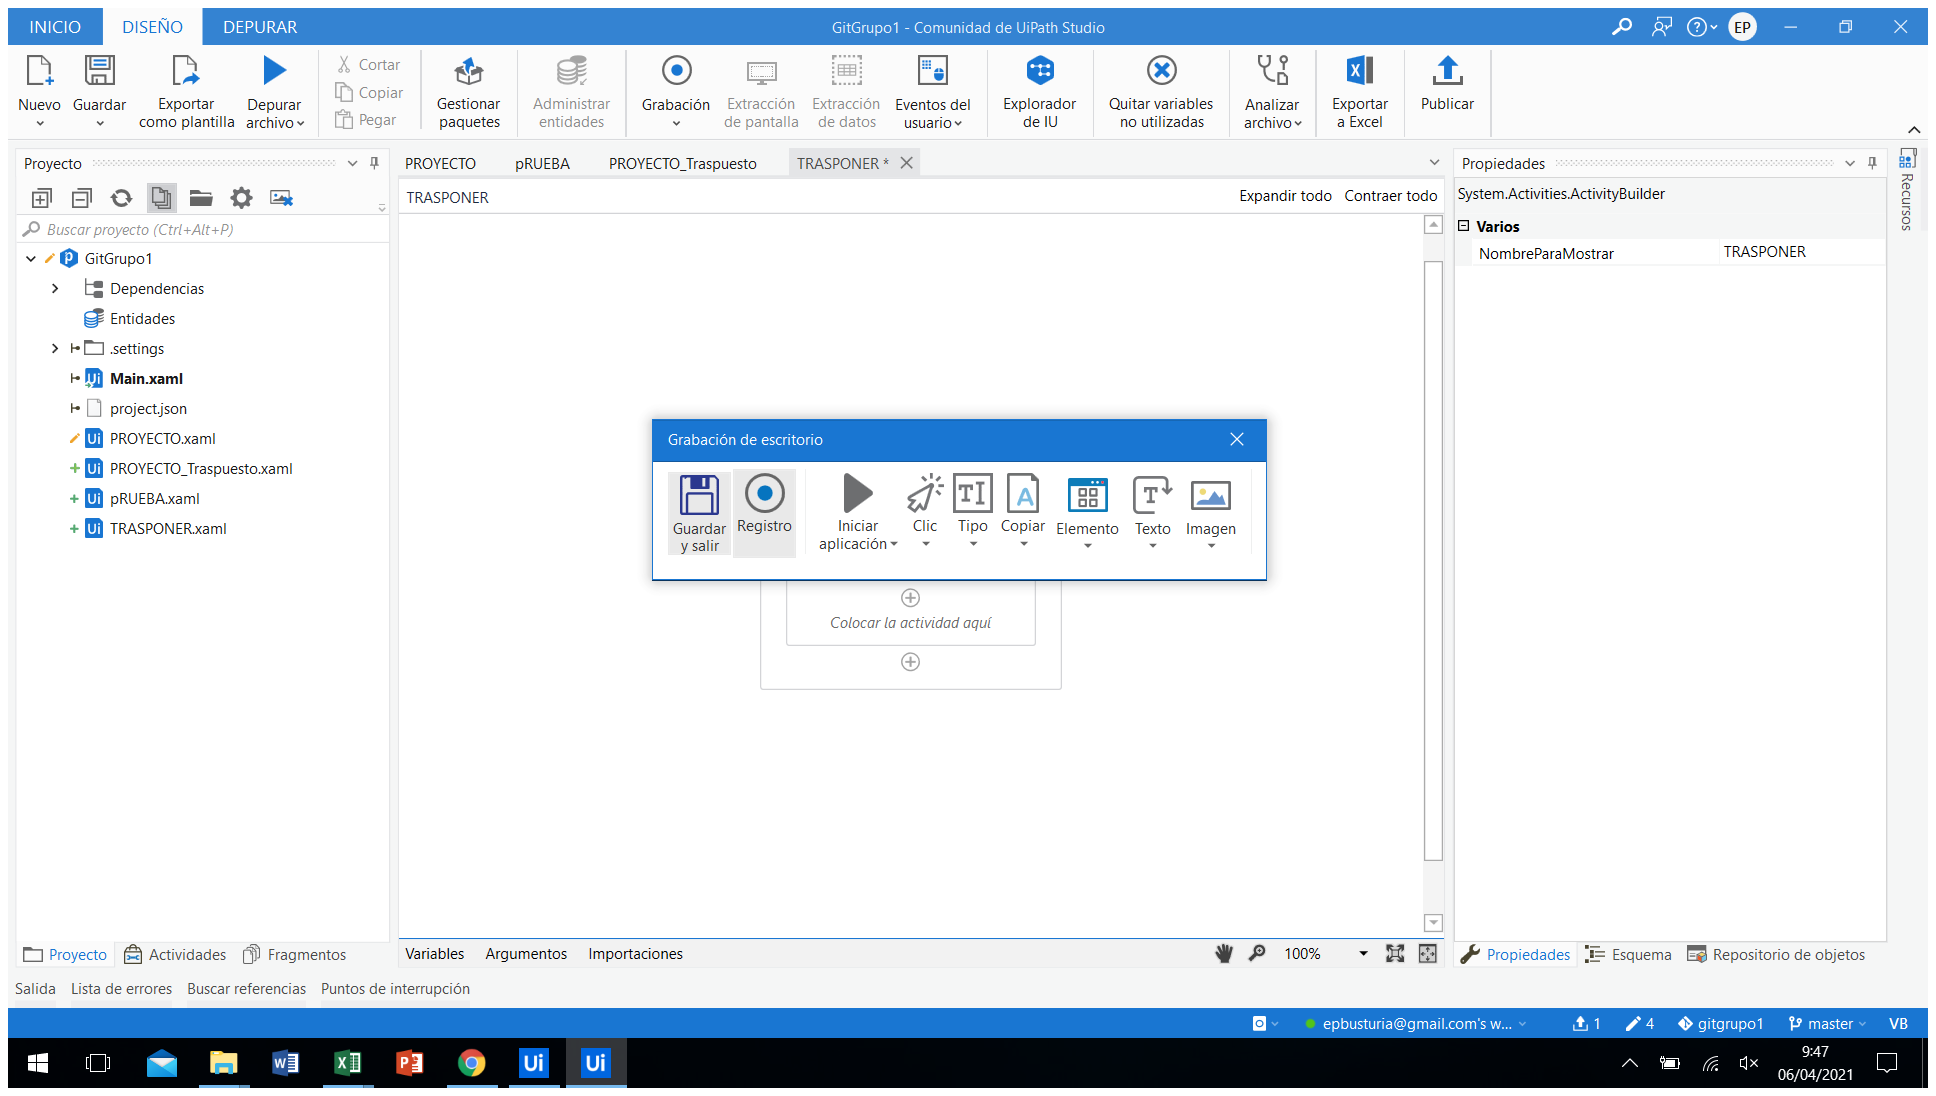 INICIO DISEÑO DEPURAR GitGrupo1 - Comunidad de UiPath Studio EP
Nuevo Guardar Exportar como plantilla Depurar archivo Cortar Copiar Pegar Gestionar paquetes Administrar entidades Grabación Extracción de pantalla Extracción de datos Eventos del usuario Explorador de IU Quitar variables no utilizadas Analizar archivo Exportar a Excel Publicar
Proyecto
Buscar proyecto (Ctrl+Alt+P)
GitGrupo1
Dependencias
Entidades
.settings
Main.xaml
project.json
PROYECTO.xaml
PROYECTO_Traspuesto.xaml
pRUEBA.xaml
TRASPONER.xaml
Proyecto Actividades Fragmentos
PROYECTO pRUEBA PROYECTO_Traspuesto TRASPONER *
TRASPONER Expandir todo Contraer todo
Grabación de escritorio
Guardar y salir Registro Iniciar aplicación Clic Tipo Copiar Elemento Texto Imagen
Colocar la actividad aquí
Variables Argumentos Importaciones 100%
Propiedades
System.Activities.ActivityBuilder
Varios
NombreParaMostrar TRASPONER
Recursos
Propiedades Esquema Repositorio de objetos
Salida Lista de errores Buscar referencias Puntos de interrupción
epbusturia@gmail.com's w... 1 4 gitgrupo1 master VB
9:47
06/04/2021